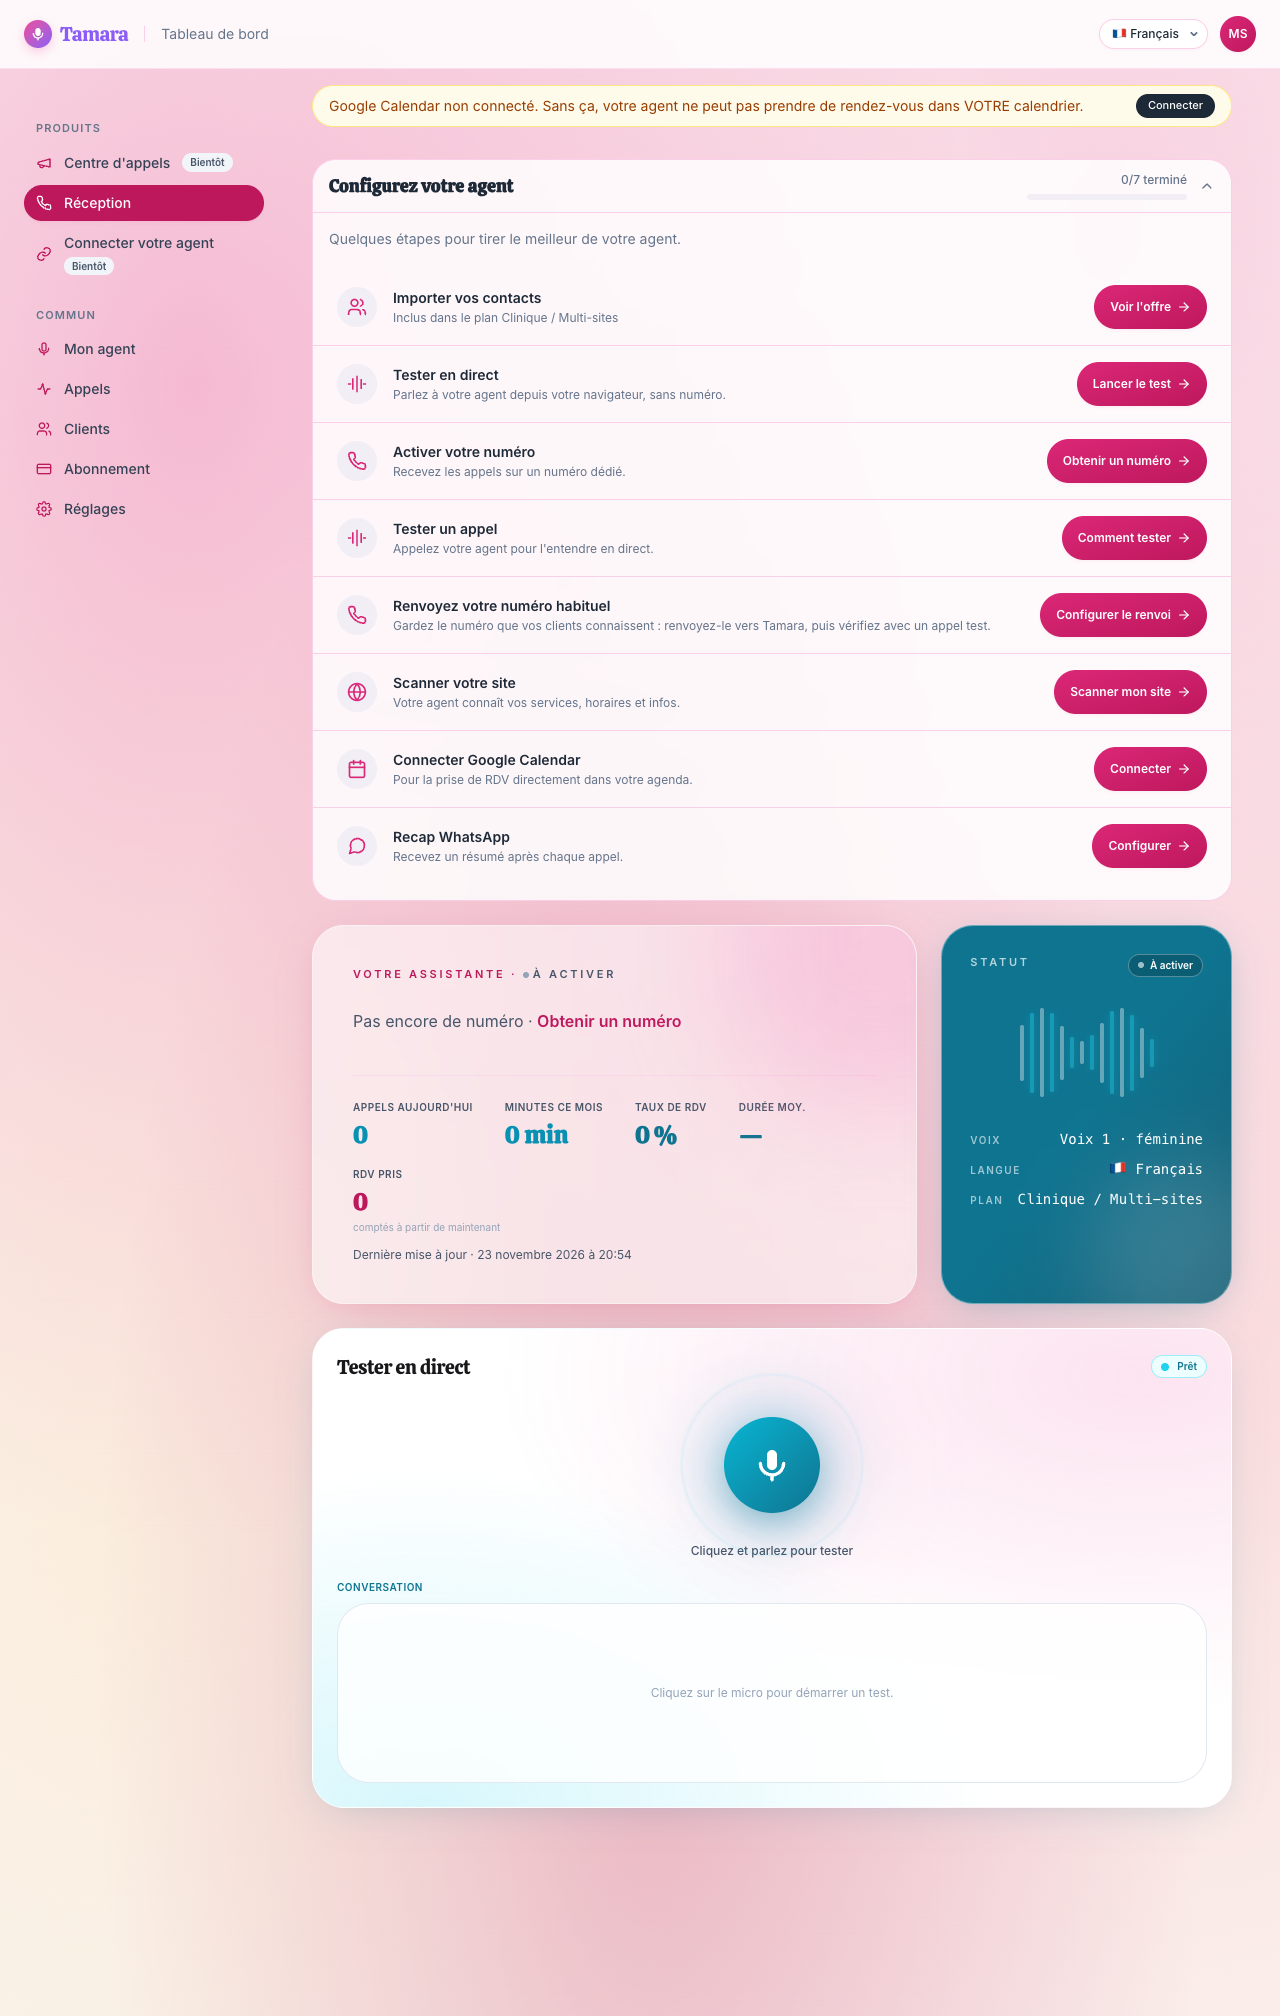 Tamara
Tableau de bord
🇫🇷 Français
MS
PRODUITS
Centre d'appels Bientôt
Réception
Connecter votre agent
Bientôt
COMMUN
Mon agent
Appels
Clients
Abonnement
Réglages
Google Calendar non connecté. Sans ça, votre agent ne peut pas prendre de rendez-vous dans VOTRE calendrier.
Connecter
Configurez votre agent
0/7 terminé
Quelques étapes pour tirer le meilleur de votre agent.
Importer vos contacts
Inclus dans le plan Clinique / Multi-sites
Voir l'offre →
Tester en direct
Parlez à votre agent depuis votre navigateur, sans numéro.
Lancer le test →
Activer votre numéro
Recevez les appels sur un numéro dédié.
Obtenir un numéro →
Tester un appel
Appelez votre agent pour l'entendre en direct.
Comment tester →
Renvoyez votre numéro habituel
Gardez le numéro que vos clients connaissent : renvoyez-le vers Tamara, puis vérifiez avec un appel test.
Configurer le renvoi →
Scanner votre site
Votre agent connaît vos services, horaires et infos.
Scanner mon site →
Connecter Google Calendar
Pour la prise de RDV directement dans votre agenda.
Connecter →
Recap WhatsApp
Recevez un résumé après chaque appel.
Configurer →
VOTRE ASSISTANTE · À ACTIVER
Pas encore de numéro · Obtenir un numéro
APPELS AUJOURD'HUI
0
MINUTES CE MOIS
0 min
TAUX DE RDV
0 %
DURÉE MOY.
—
RDV PRIS
0
comptés à partir de maintenant
Dernière mise à jour · 23 novembre 2026 à 20:54
STATUT
À activer
VOIX Voix 1 · féminine
LANGUE 🇫🇷 Français
PLAN Clinique / Multi-sites
Tester en direct
Prêt
Cliquez et parlez pour tester
CONVERSATION
Cliquez sur le micro pour démarrer un test.